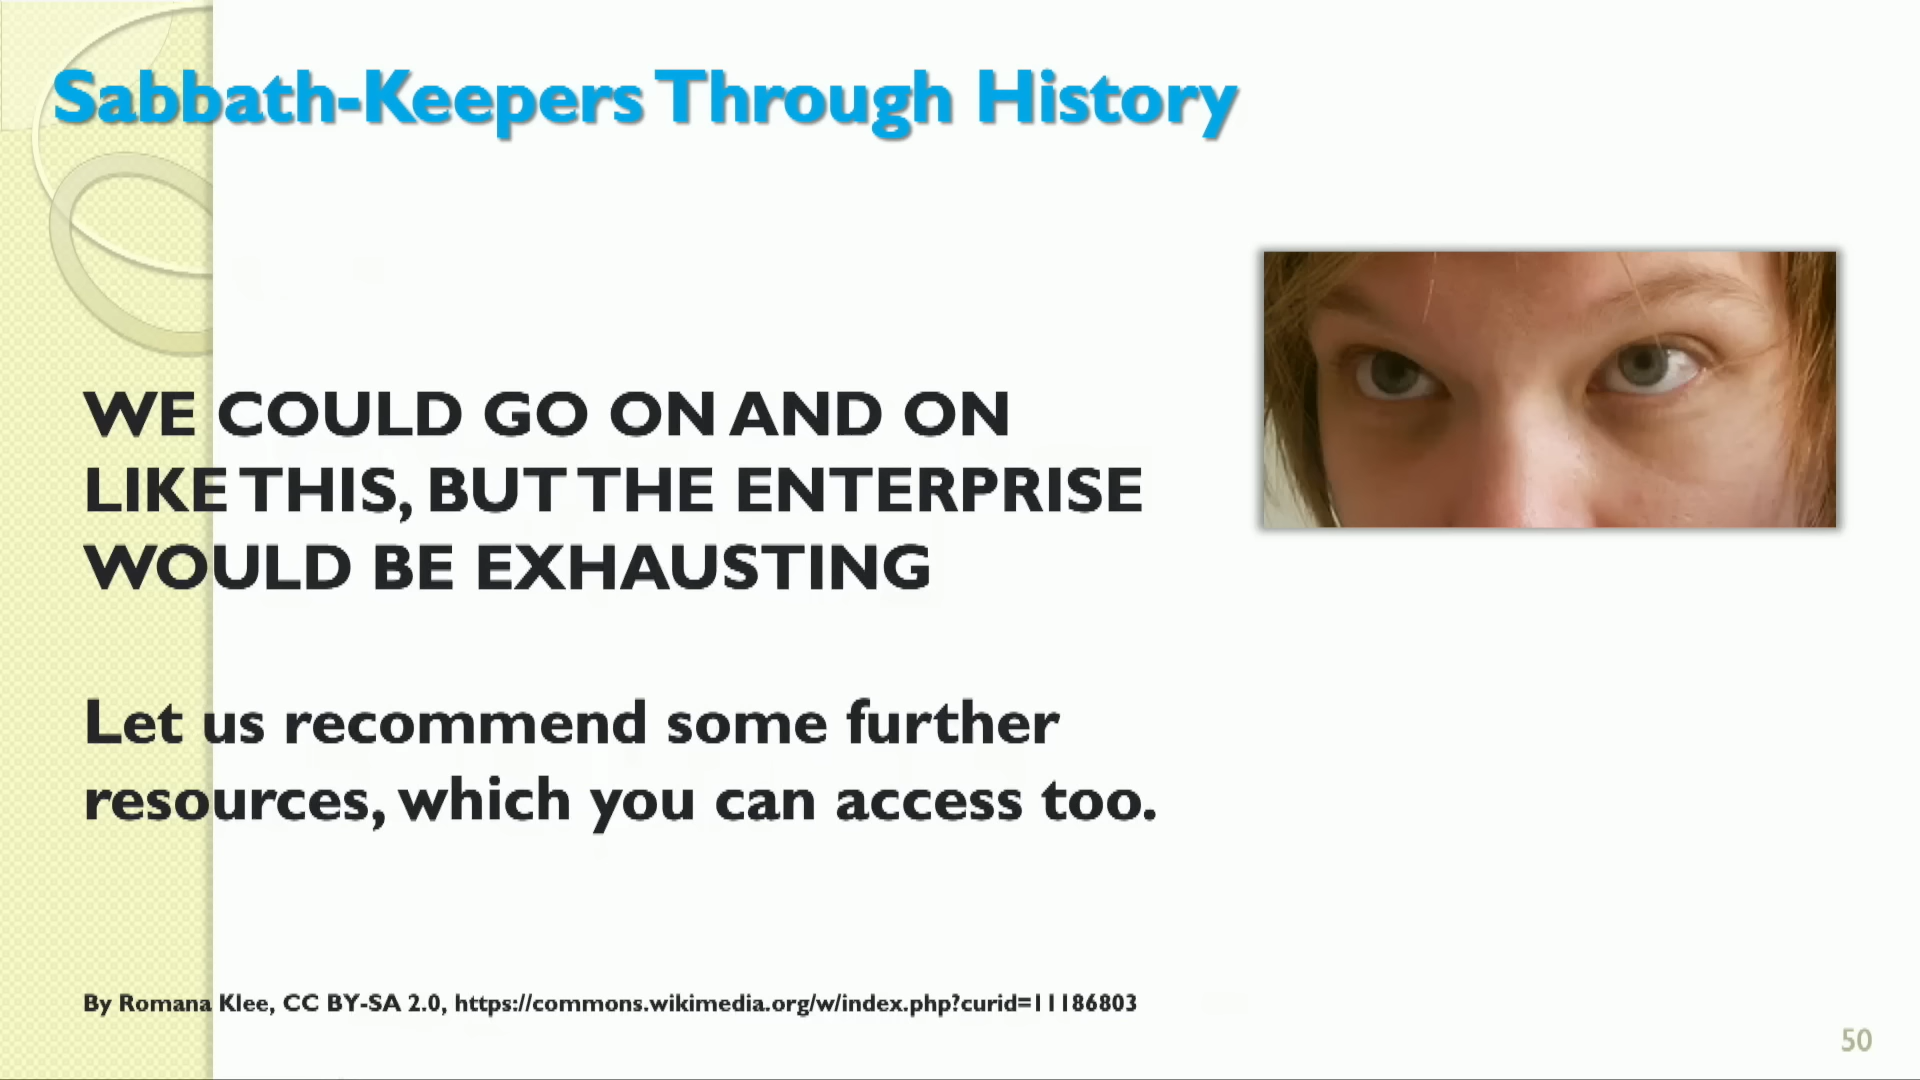 Sabbath-Keepers Through History
WE COULD GO ON AND ON
LIKE THIS, BUT THE ENTERPRISE
WOULD BE EXHAUSTING
Let us recommend some further
resources, which you can access too.
By Romana Klee, CC BY-SA 2.0, https://commons.wikimedia.org/w/index.php?curid=11186803
50